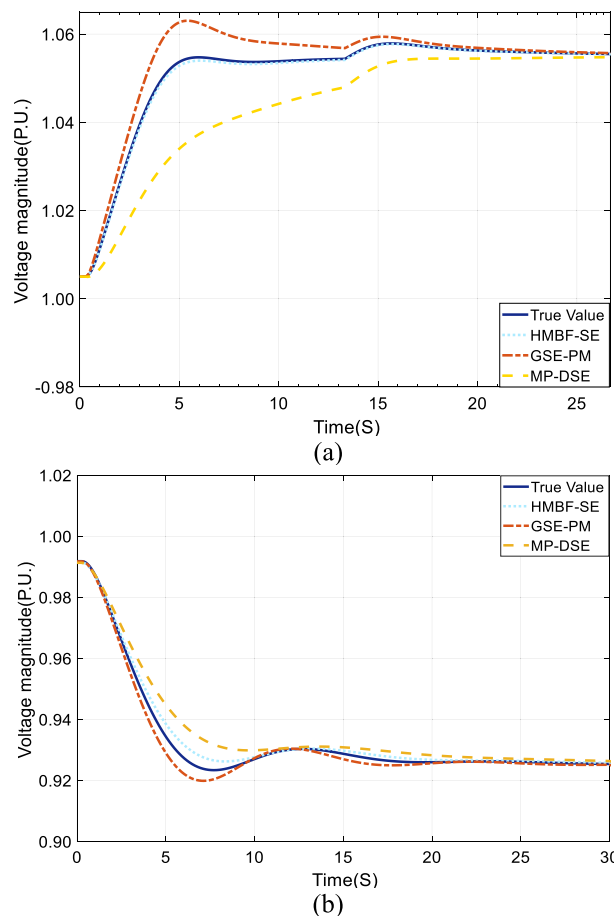 1.06
1.04
1.02
1.00
-0.98
Voltage magnitude(P.U.)
True Value
HMBF-SE
GSE-PM
MP-DSE
0 5 10 15 20 25
Time(S)
(a)
1.02
1.00
0.98
0.96
0.94
0.92
0.90
Voltage magnitude(P.U.)
True Value
HMBF-SE
GSE-PM
MP-DSE
0 5 10 15 20 25 30
Time(S)
(b)